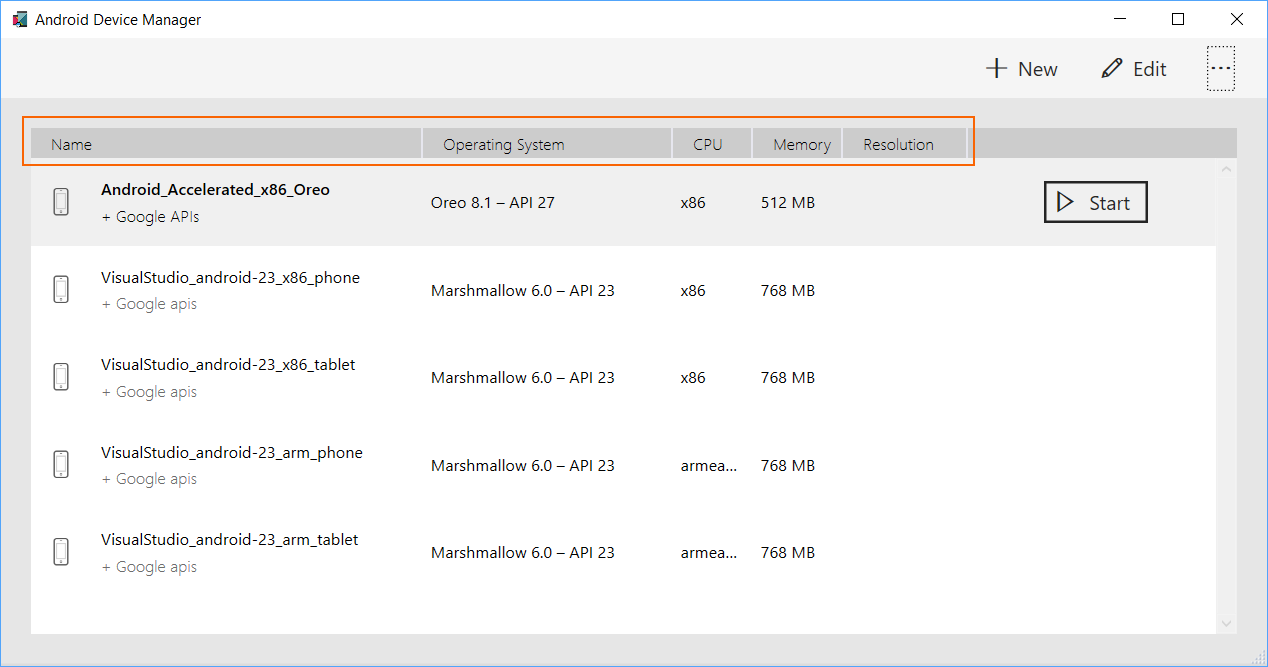 Android Device Manager
New Edit ...
Name Operating System CPU Memory Resolution
Android_Accelerated_x86_Oreo
+ Google APIs
Oreo 8.1 – API 27 x86 512 MB Start
VisualStudio_android-23_x86_phone
+ Google apis
Marshmallow 6.0 – API 23 x86 768 MB
VisualStudio_android-23_x86_tablet
+ Google apis
Marshmallow 6.0 – API 23 x86 768 MB
VisualStudio_android-23_arm_phone
+ Google apis
Marshmallow 6.0 – API 23 armea... 768 MB
VisualStudio_android-23_arm_tablet
+ Google apis
Marshmallow 6.0 – API 23 armea... 768 MB